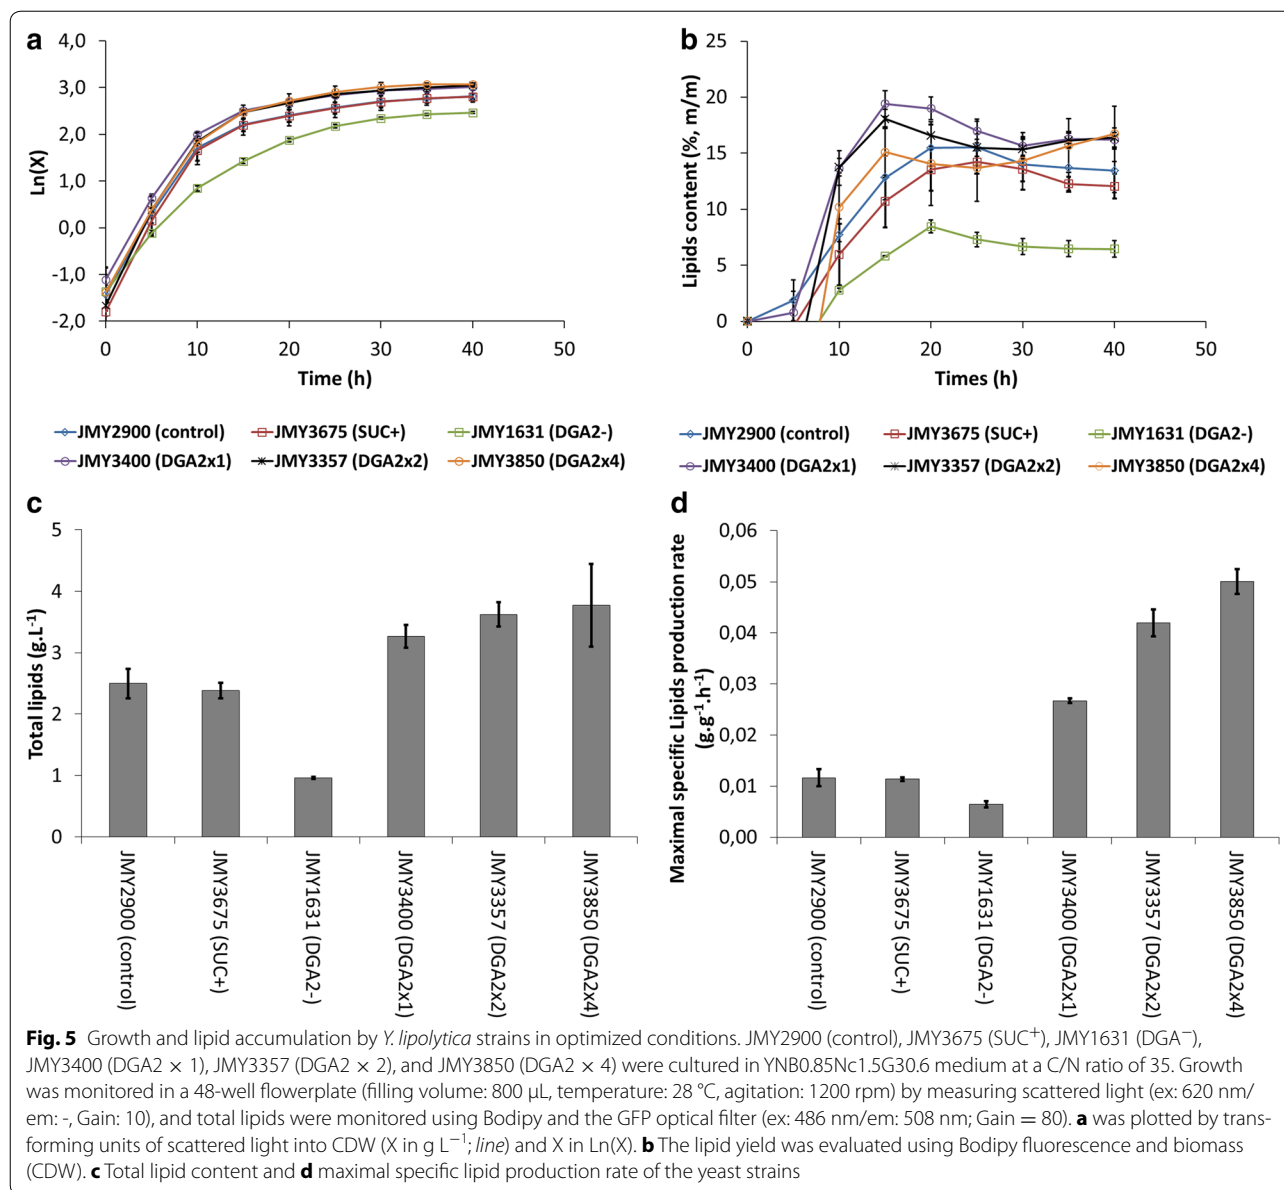 a
4,0
3,0
2,0
1,0
0,0
-1,0
-2,0
Ln(X)
0
10
20
30
40
50
Time (h)
JMY2900 (control)
JMY3675 (SUC+)
JMY1631 (DGA2-)
JMY3400 (DGA2x1)
JMY3357 (DGA2x2)
JMY3850 (DGA2x4)
b
25
20
15
10
5
0
Lipids content (%, m/m)
0
10
20
30
40
50
Times (h)
JMY2900 (control)
JMY3675 (SUC+)
JMY1631 (DGA2-)
JMY3400 (DGA2x1)
JMY3357 (DGA2x2)
JMY3850 (DGA2x4)
c
5
4
3
2
1
0
Total lipids (g.L⁻¹)
JMY2900 (control)
JMY3675 (SUC+)
JMY1631 (DGA2-)
JMY3400 (DGA2x1)
JMY3357 (DGA2x2)
JMY3850 (DGA2x4)
d
0,06
0,05
0,04
0,03
0,02
0,01
0,00
Maximal specific Lipids production rate
(g.g⁻¹.h⁻¹)
JMY2900 (control)
JMY3675 (SUC+)
JMY1631 (DGA2-)
JMY3400 (DGA2x1)
JMY3357 (DGA2x2)
JMY3850 (DGA2x4)
Fig. 5 Growth and lipid accumulation by Y. lipolytica strains in optimized conditions. JMY2900 (control), JMY3675 (SUC⁺), JMY1631 (DGA⁻),
JMY3400 (DGA2 × 1), JMY3357 (DGA2 × 2), and JMY3850 (DGA2 × 4) were cultured in YNB0.85Nc1.5G30.6 medium at a C/N ratio of 35. Growth
was monitored in a 48-well flowerplate (filling volume: 800 μL, temperature: 28 °C, agitation: 1200 rpm) by measuring scattered light (ex: 620 nm/
em: -, Gain: 10), and total lipids were monitored using Bodipy and the GFP optical filter (ex: 486 nm/em: 508 nm; Gain = 80). a was plotted by trans-
forming units of scattered light into CDW (X in g L⁻¹; line) and X in Ln(X). b The lipid yield was evaluated using Bodipy fluorescence and biomass
(CDW). c Total lipid content and d maximal specific lipid production rate of the yeast strains